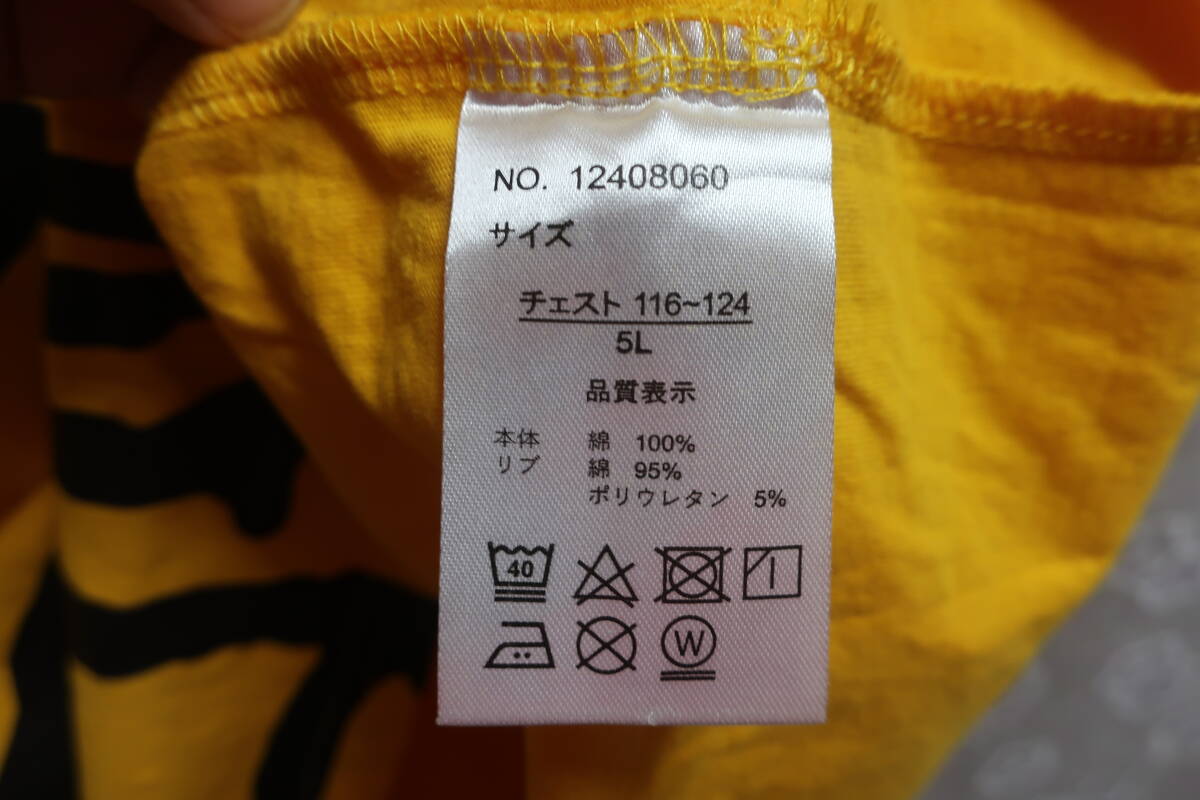 NO. 12408060
サイズ
チェスト 116~124
5L
品質表示
本体 綿 100%
リブ 綿 95%
ポリウレタン 5%
40
W